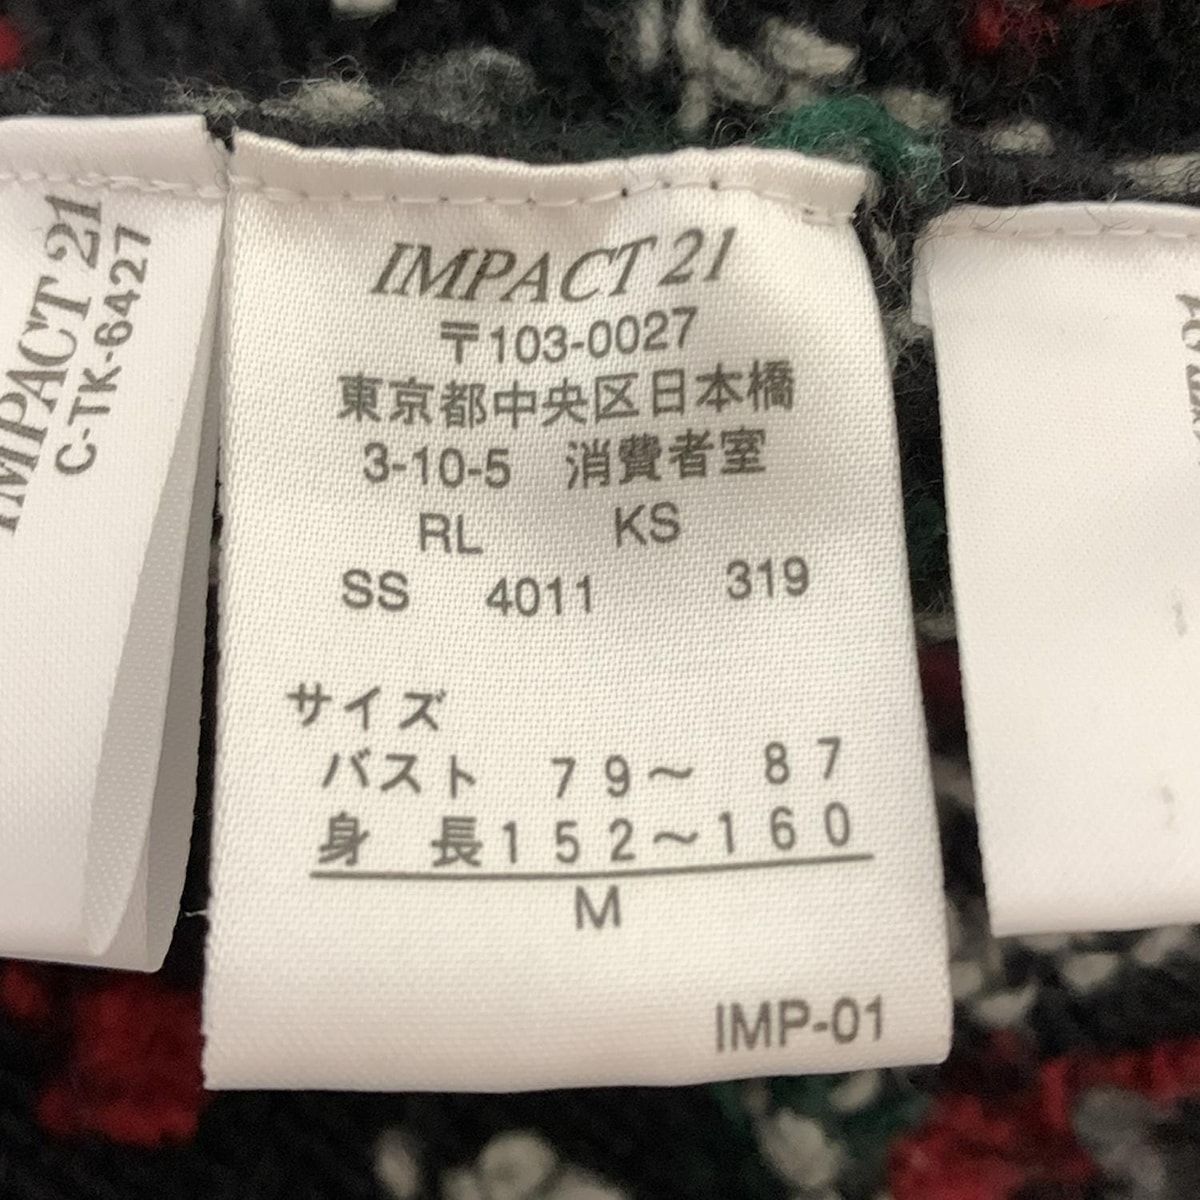 IMPACT 21
C-TK-6427
IMPACT 21
〒103-0027
東京都中央区日本橋
3-10-5 消費者室
RL KS
SS 4011 319
サイズ
バスト 79～ 87
身 長152～160
M
IMP-01